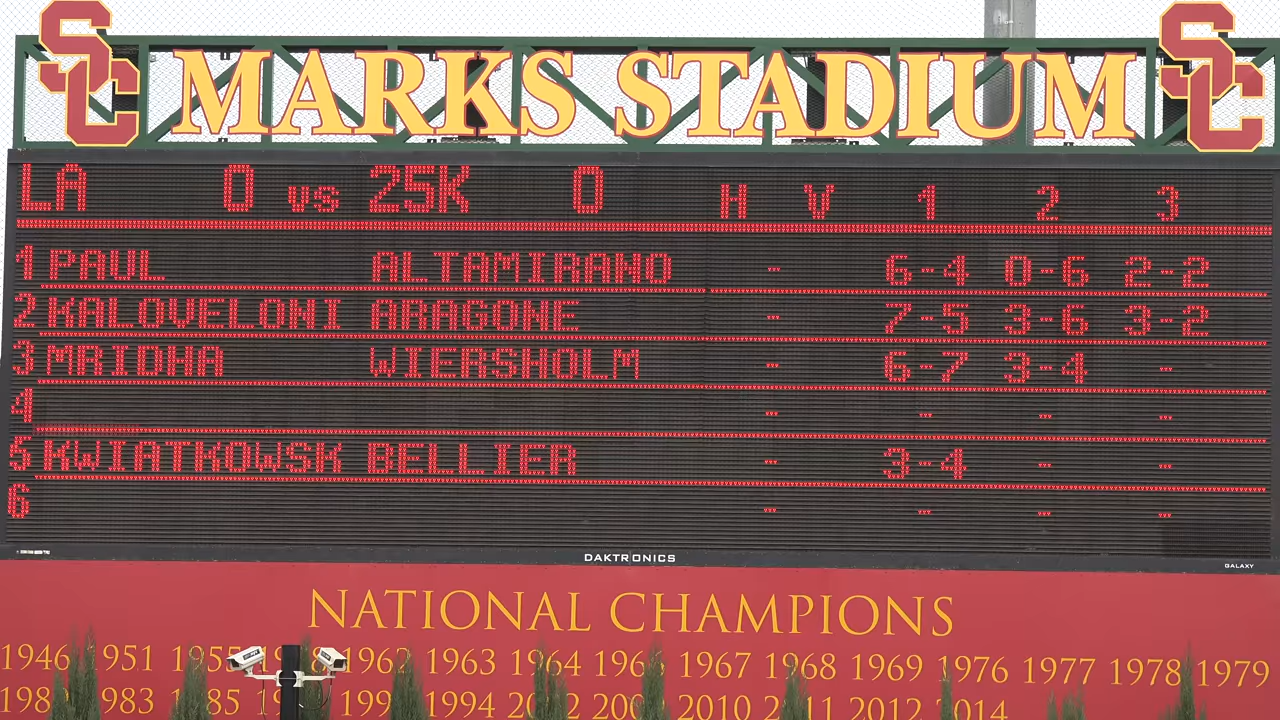 SC MARKS STADIUM SC
LA 0 vs 25K 0 H V 1 2 3
1 PAUL ALTAMIRANO - 6-4 0-6 2-2
2 KALOVELONI ARAGONE - 7-5 3-6 3-2
3 MRIDHA WIERSHOLM - 6-7 3-4 -
4 - - - -
5 KWIATKOWSK BELLIER - 3-4 - -
6 - - - -
DAKTRONICS
GALAXY
NATIONAL CHAMPIONS
1946 1951 1955 1962 1963 1964 1967 1968 1969 1976 1977 1978 1979
1994 2010 2011 2012 2014